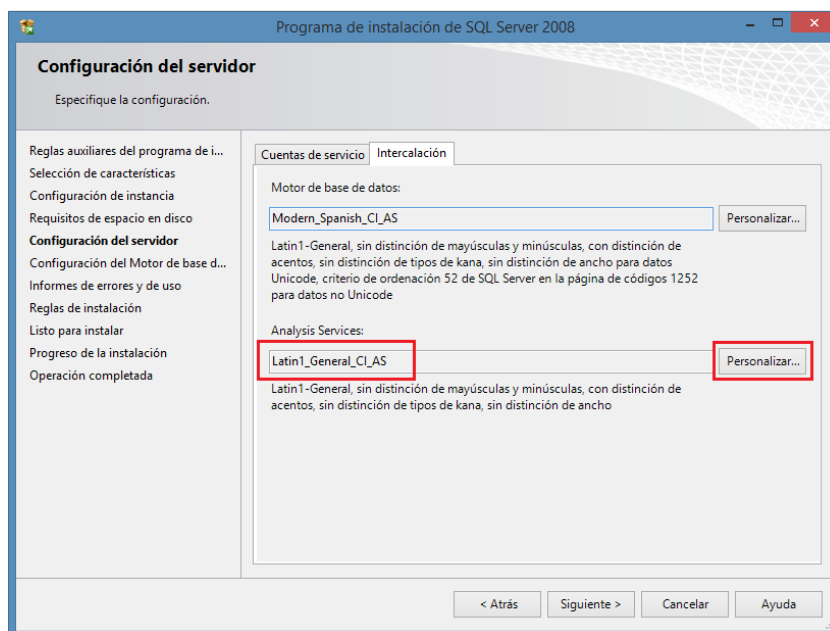 Programa de instalación de SQL Server 2008
Configuración del servidor
Especifique la configuración.
Reglas auxiliares del programa de i...
Selección de características
Configuración de instancia
Requisitos de espacio en disco
Configuración del servidor
Configuración del Motor de base d...
Informes de errores y de uso
Reglas de instalación
Listo para instalar
Progreso de la instalación
Operación completada
Cuentas de servicio Intercalación
Motor de base de datos:
Modern_Spanish_CI_AS Personalizar...
Latin1-General, sin distinción de mayúsculas y minúsculas, con distinción de
acentos, sin distinción de tipos de kana, sin distinción de ancho para datos
Unicode, criterio de ordenación 52 de SQL Server en la página de códigos 1252
para datos no Unicode
Analysis Services:
Latin1_General_CI_AS Personalizar...
Latin1-General, sin distinción de mayúsculas y minúsculas, con distinción de
acentos, sin distinción de tipos de kana, sin distinción de ancho
< Atrás Siguiente > Cancelar Ayuda